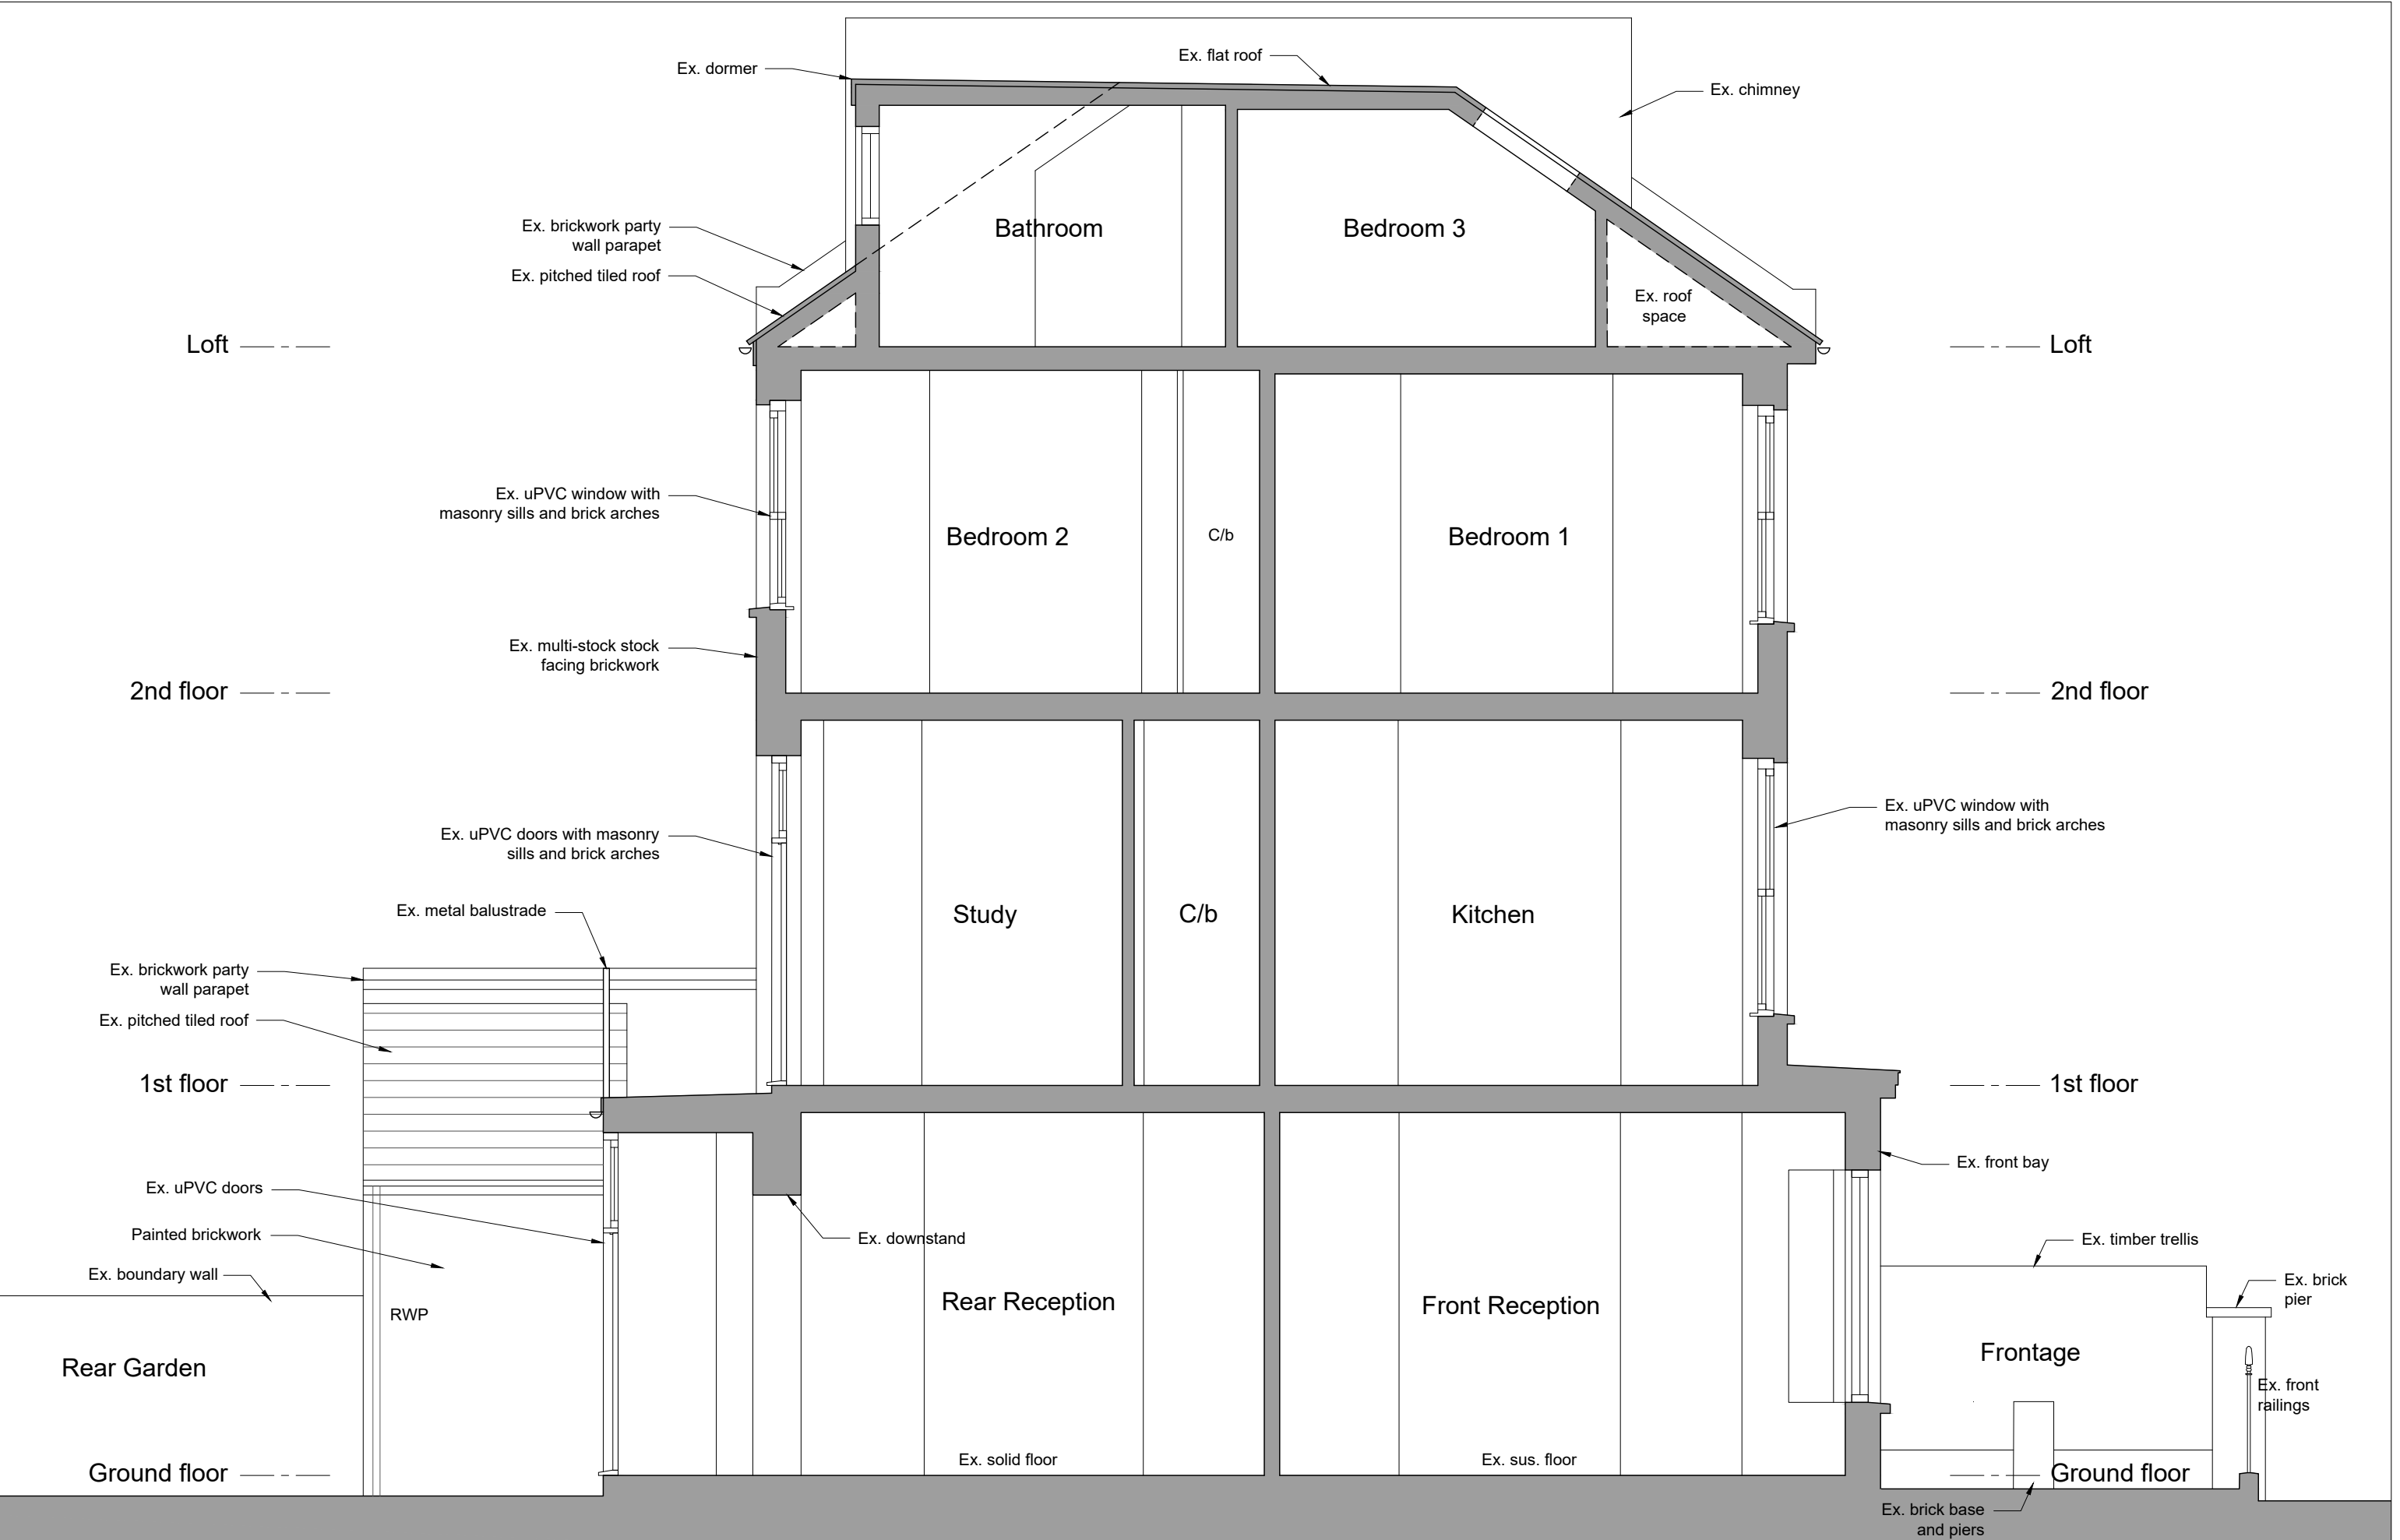 Ex. flat roof
Ex. dormer
Ex. chimney
Ex. brickwork party
wall parapet
Bathroom
Bedroom 3
Ex. pitched tiled roof
Ex. roof
space
Loft
Loft
Ex. uPVC window with
masonry sills and brick arches
Bedroom 2
C/b
Bedroom 1
Ex. multi-stock stock
facing brickwork
2nd floor
2nd floor
Ex. uPVC window with
masonry sills and brick arches
Ex. uPVC doors with masonry
sills and brick arches
Ex. metal balustrade
Study
C/b
Kitchen
Ex. brickwork party
wall parapet
Ex. pitched tiled roof
1st floor
1st floor
Ex. front bay
Ex. uPVC doors
Painted brickwork
Ex. downstand
Ex. timber trellis
Ex. boundary wall
Ex. brick
pier
RWP
Rear Reception
Front Reception
Rear Garden
Frontage
Ex. front
railings
Ex. solid floor
Ex. sus. floor
Ground floor
Ground floor
Ex. brick base
and piers